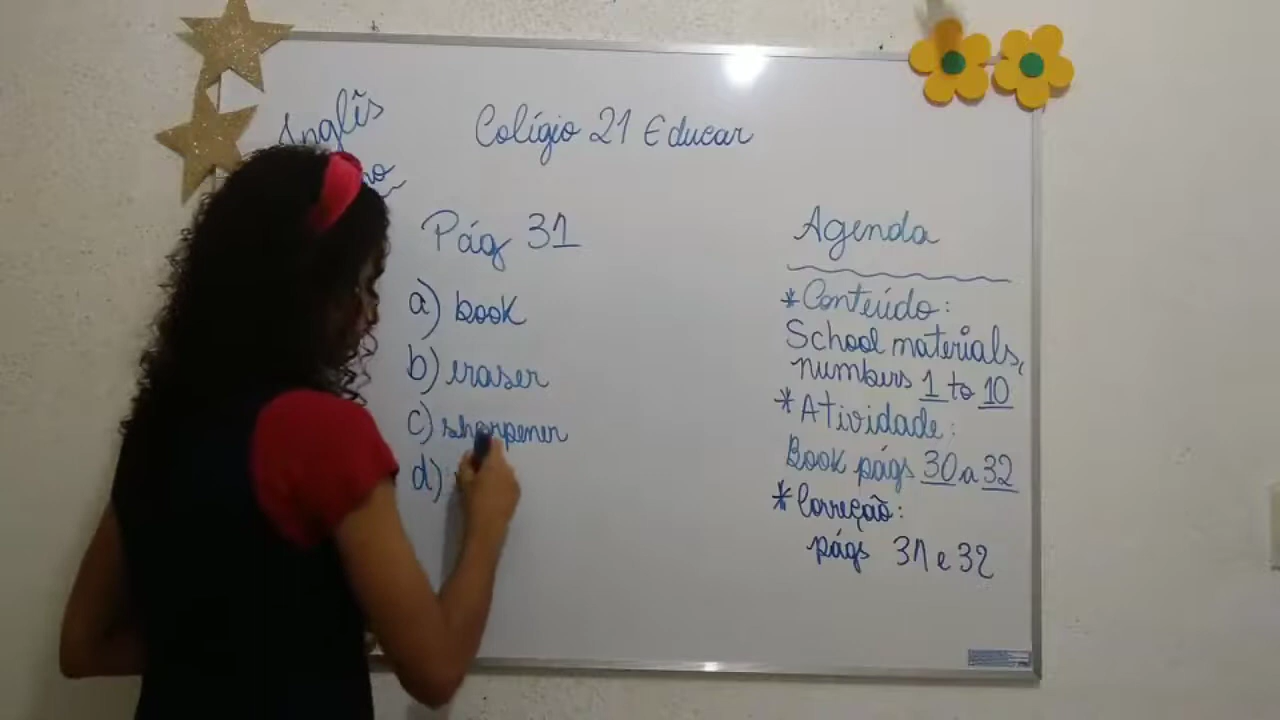 Inglês
Colégio 21 Educar
Pág 31
a) book
b) eraser
c) sharpener
d)
Agenda
*Conteúdo:
School materials,
numbers 1 to 10
*Atividade:
Book págs 30 a 32
*Correção:
págs 31 e 32